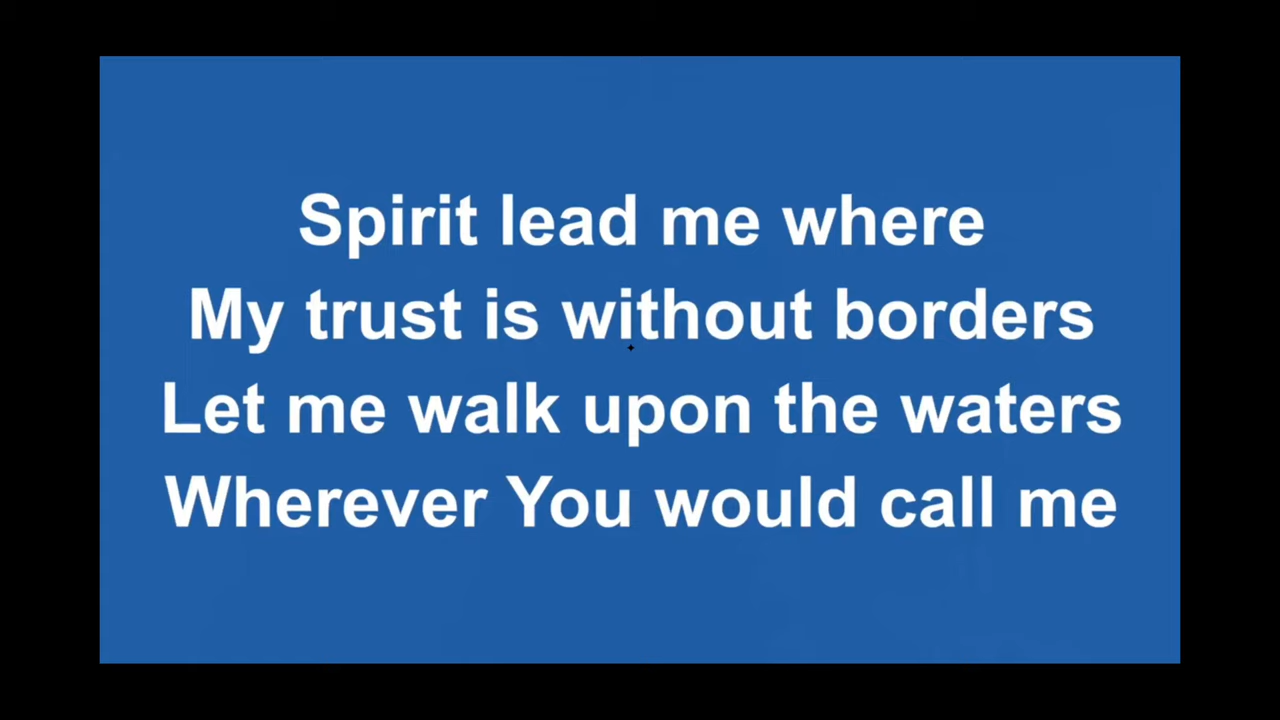 Spirit lead me where
My trust is without borders
Let me walk upon the waters
Wherever You would call me